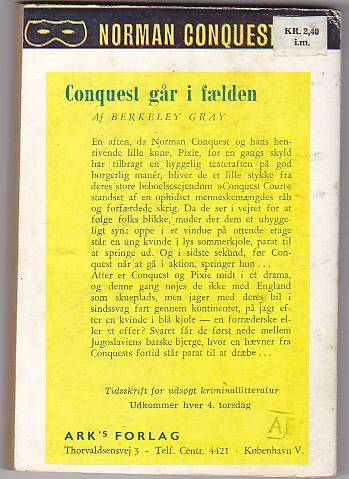 NORMAN CONQUEST
KR. 2,40
i.m.
Conquest går i fælden
Af BERKELEY GRAY
En aften, da Norman Conquest og hans hen-
rivende lille kone, Pixie, for en gangs skyld
har tilbragt en hyggelig teateraften på god
borgerlig manér, bliver de et lille stykke fra
deres store beboelsesejendom »Conquest Court«
standset af en ophidset menneskemængdes råb
og forfærdede skrig. Da de ser i vejret for at
følge folks blikke, møder der dem et uhygge-
ligt syn: oppe i et vindue på ottende etage
står en ung kvinde i lys sommerkjole, parat til
at springe ud. Og i sidste sekund, før Con-
quest når at gå i aktion, springer hun . . .
Atter er Conquest og Pixie midt i et drama,
og denne gang nøjes de ikke med England
som skueplads, men jager med deres bil i
sindssvag fart gennem kontinentet, på jagt ef-
ter en kvinde i blå kjole — en forræderske el-
ler et offer? Svaret får de først nede mellem
Jugoslaviens barske bjerge, hvor en hævner fra
Conquests fortid står parat til at dræbe . . .
Tidsskrift for udsøgt kriminallitteratur
Udkommer hver 4. torsdag
ARK's FORLAG
Thorvaldsensvej 3 - Telf. Centr. 4421 - København V.